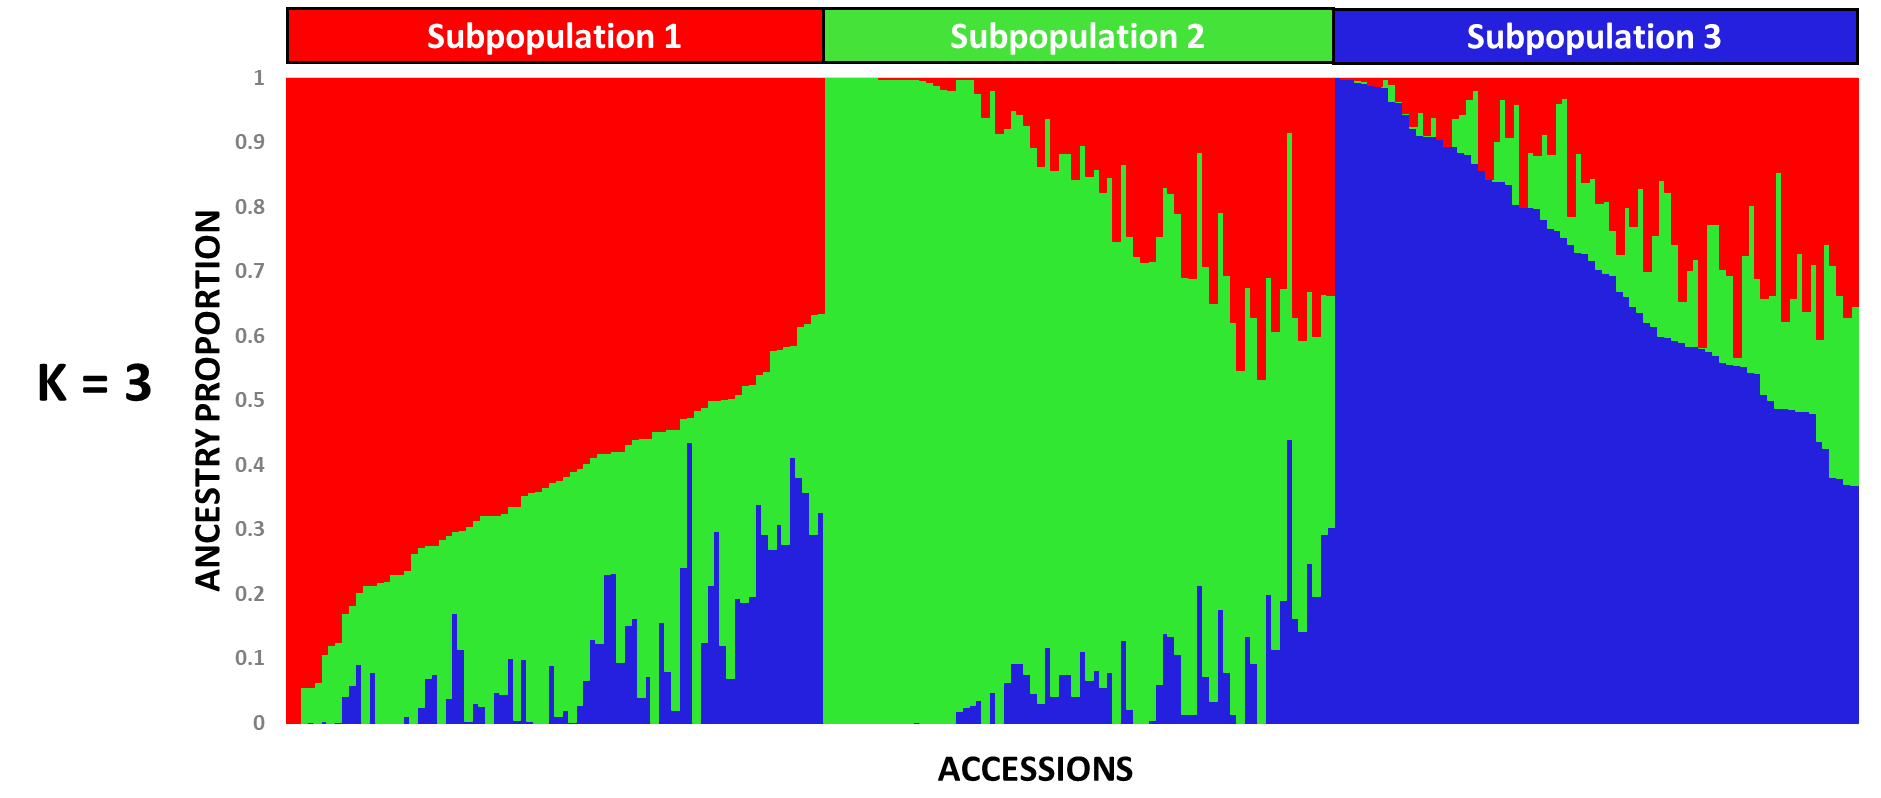 Subpopulation 1
Subpopulation 2
Subpopulation 3
K = 3
ANCESTRY PROPORTION
1
0.9
0.8
0.7
0.6
0.5
0.4
0.3
0.2
0.1
0
ACCESSIONS